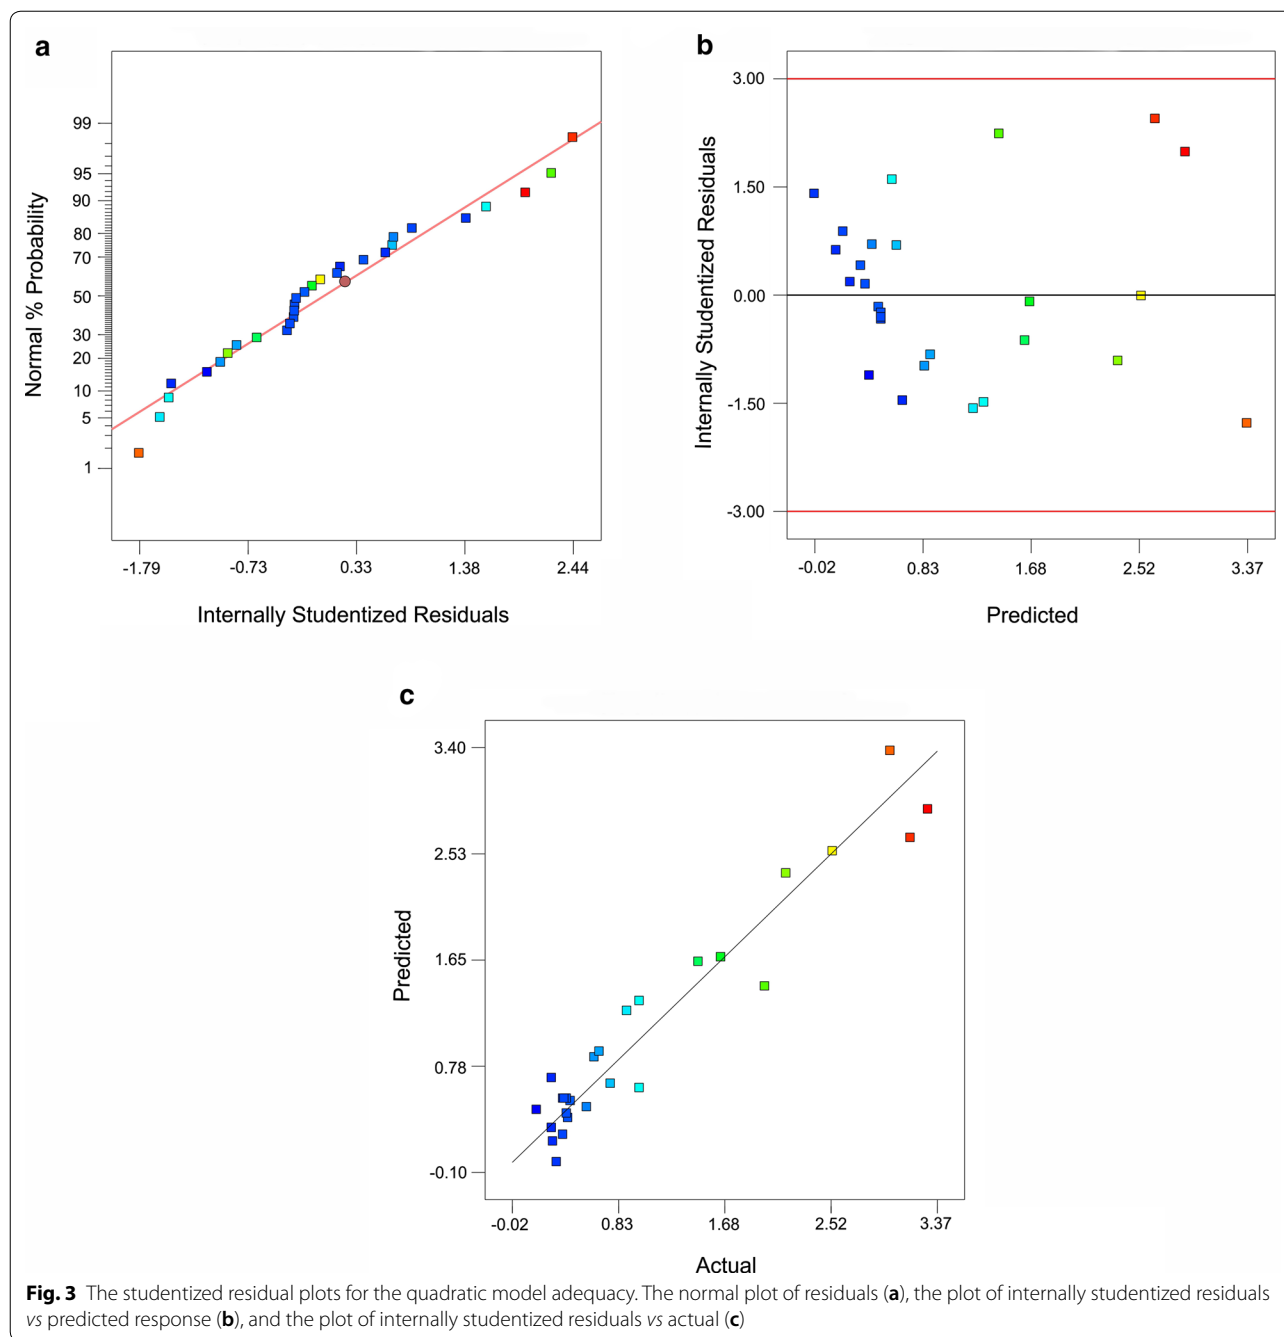 a
99
95
90
80
70
50
30
20
10
5
1
Normal % Probability
-1.79 -0.73 0.33 1.38 2.44
Internally Studentized Residuals
b
3.00
1.50
0.00
-1.50
-3.00
Internally Studentized Residuals
-0.02 0.83 1.68 2.52 3.37
Predicted
c
3.40
2.53
1.65
0.78
-0.10
Predicted
-0.02 0.83 1.68 2.52 3.37
Actual
Fig. 3 The studentized residual plots for the quadratic model adequacy. The normal plot of residuals (a), the plot of internally studentized residuals
vs predicted response (b), and the plot of internally studentized residuals vs actual (c)